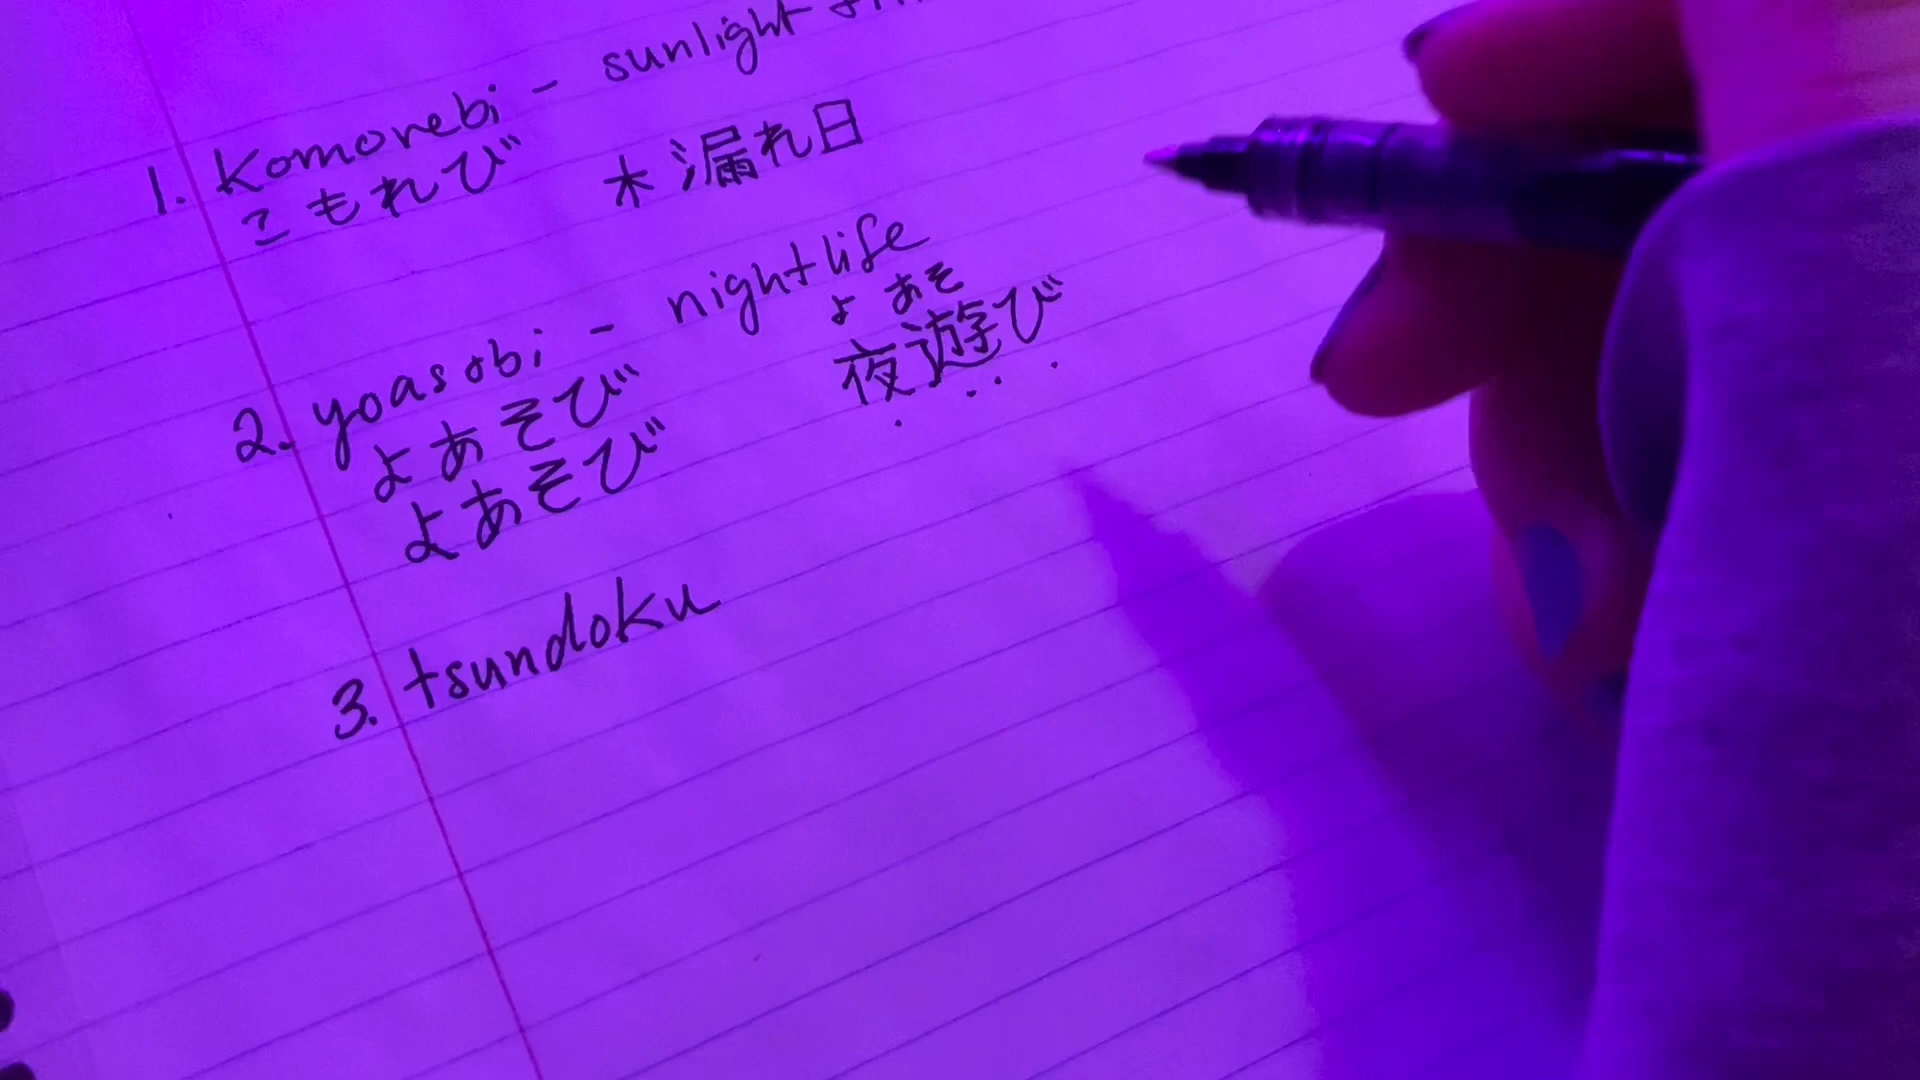 1. Komorebi - sunlight
こもれび 木漏れ日
2. yoasobi - nightlife
よ あそ
よあそび 夜遊び
よあそび
3. tsundoku